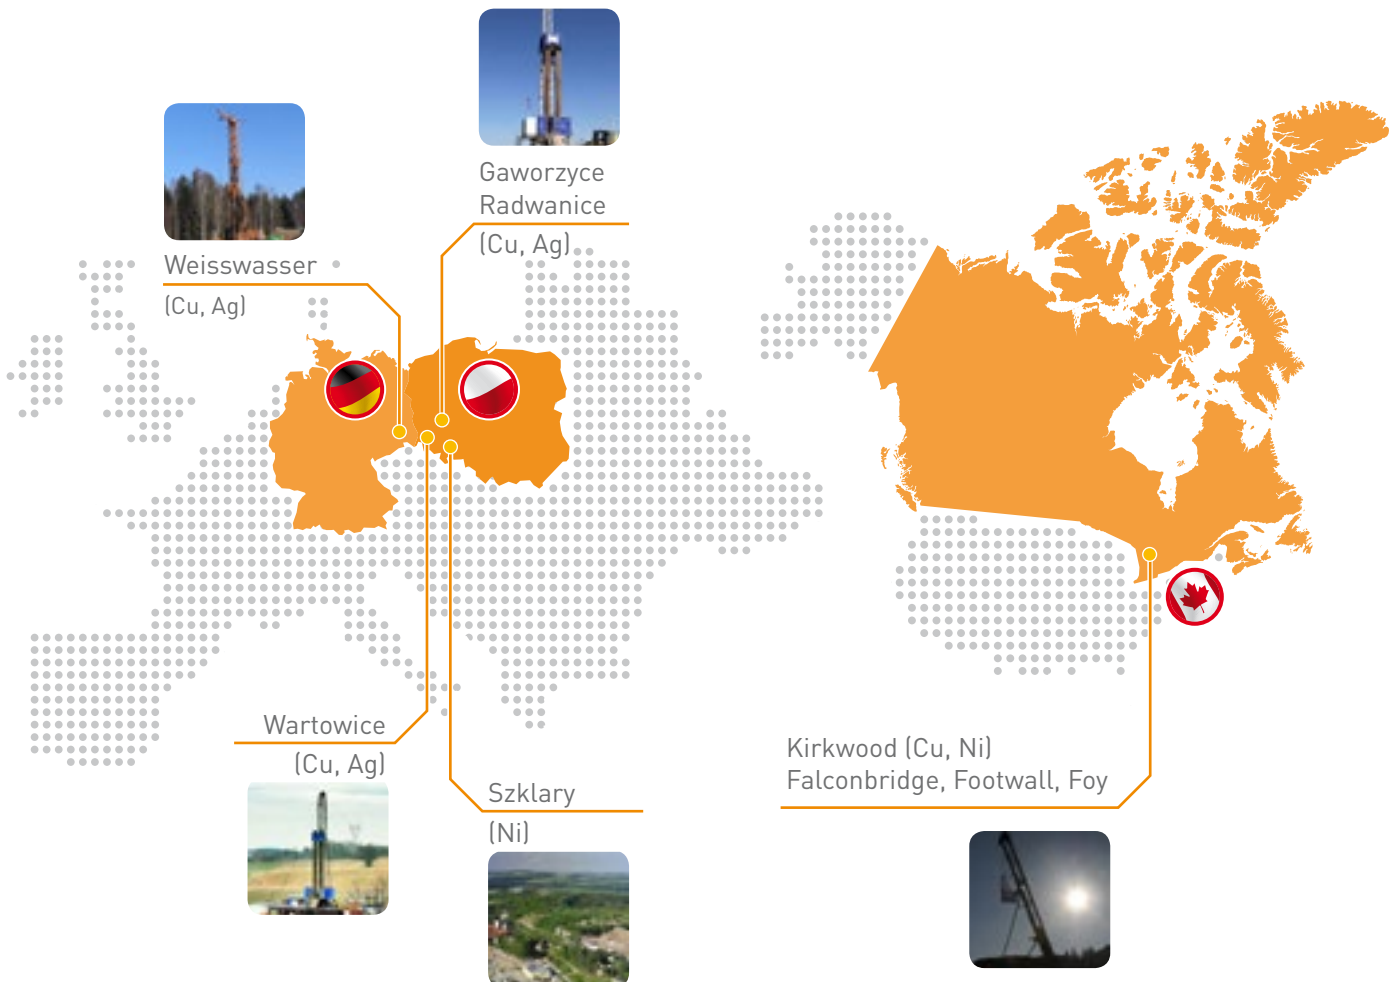 Gaworzyce
Radwanice
(Cu, Ag)
Weisswasser
(Cu, Ag)
Wartowice
(Cu, Ag)
Szklary
(Ni)
Kirkwood (Cu, Ni)
Falconbridge, Footwall, Foy